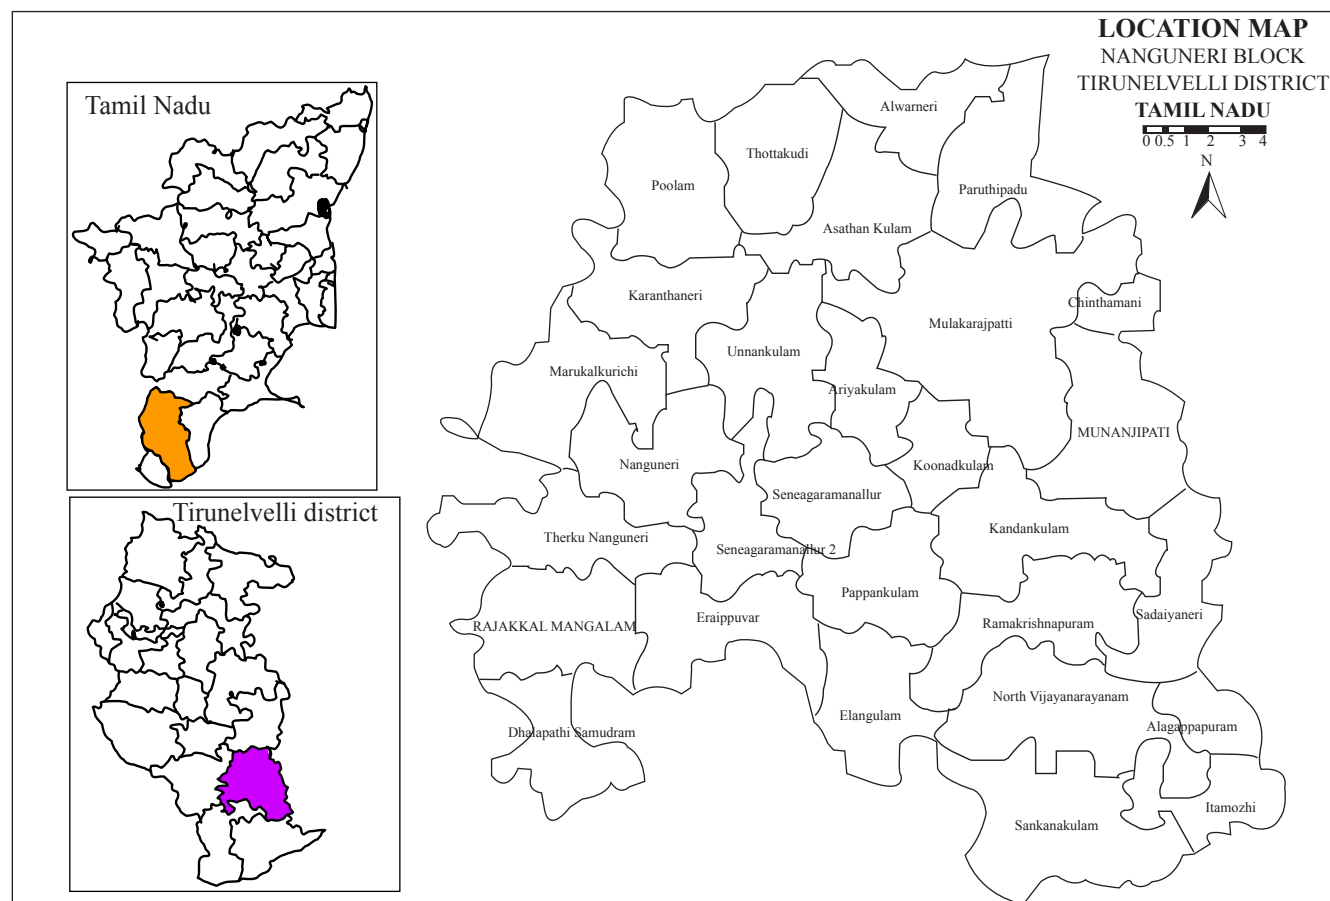 LOCATION MAP
NANGUNERI BLOCK
TIRUNELVELLI DISTRICT
TAMIL NADU
0 0.5 1 2 3 4
N
Tamil Nadu
Tirunelvelli district
Alwarneri
Thottakudi
Poolam
Paruthipadu
Asathan Kulam
Karanthaneri
Chinthamani
Mulakarajpatti
Unnankulam
Marukalkurichi
Ariyakulam
MUNANJIPATI
Nanguneri
Koonadkulam
Seneagaramanallur
Kandankulam
Therku Nanguneri
Seneagaramanallur 2
Pappankulam
Eraippuvar
Sadaiyaneri
RAJAKKAL MANGALAM
Ramakrishnapuram
North Vijayanarayanam
Elangulam
Alagappapuram
Dhalapathi Samudram
Itamozhi
Sankanakulam